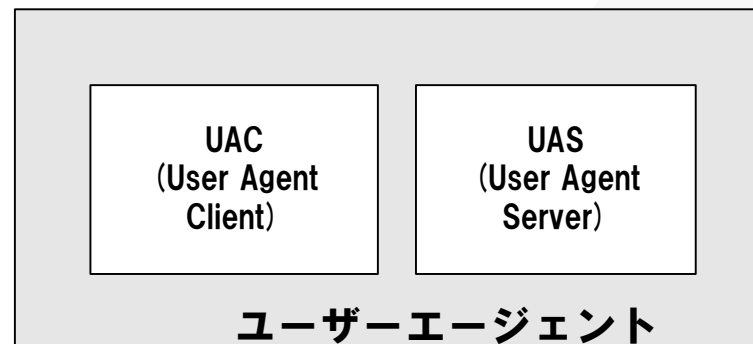 UAC
(User Agent
Client)
UAS
(User Agent
Server)
ユーザーエージェント